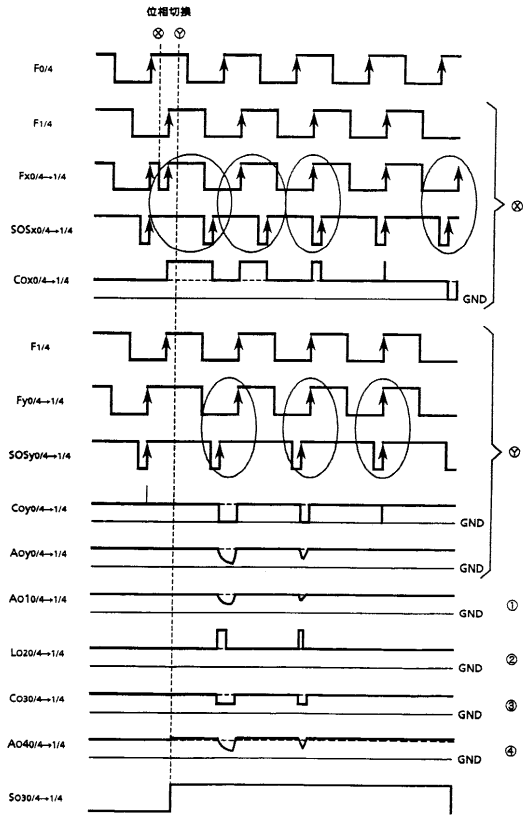 位相切換
Ⓧ Ⓨ
F0/4
F1/4
Fx0/4→1/4
SOSx0/4→1/4
Cox0/4→1/4
GND
Ⓧ
F1/4
Fy0/4→1/4
SOSy0/4→1/4
Coy0/4→1/4
GND
Aoy0/4→1/4
GND
Ⓨ
Ao10/4→1/4
GND
①
Lo20/4→1/4
GND
②
Co30/4→1/4
GND
③
Ao40/4→1/4
GND
④
So30/4→1/4